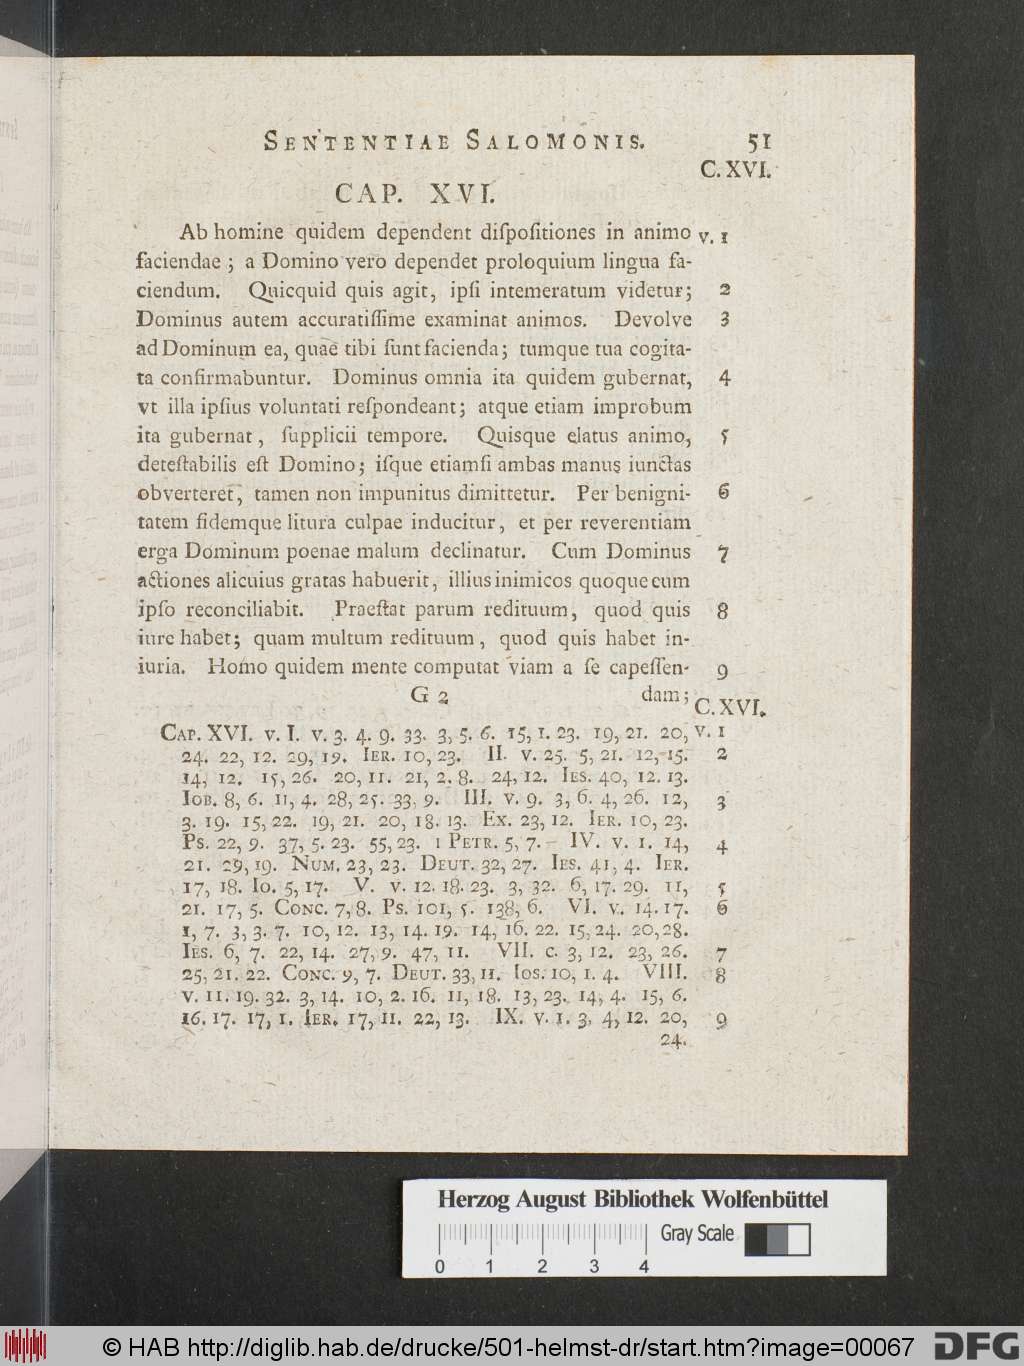 SENTENTIAE SALOMONIS. 51
C. XVI.
CAP. XVI.
Ab homine quidem dependent diſpoſitiones in animo v. 1
faciendae; a Domino vero dependet proloquium lingua fa-
ciendum. Quicquid quis agit, ipſi intemeratum videtur; 2
Dominus autem accuratiſſime examinat animos. Devolve 3
ad Dominum ea, quae tibi ſunt facienda; tumque tua cogita-
ta confirmabuntur. Dominus omnia ita quidem gubernat, 4
vt illa ipſius voluntati reſpondeant; atque etiam improbum
ita gubernat, ſupplicii tempore. Quisque elatus animo, 5
deteſtabilis eſt Domino; iſque etiamſi ambas manus iunctas
obverteret, tamen non impunitus dimittetur. Per benigni- 6
tatem fidemque litura culpae inducitur, et per reverentiam
erga Dominum poenae malum declinatur. Cum Dominus 7
actiones alicuius gratas habuerit, illius inimicos quoque cum
ipſo reconciliabit. Praeſtat parum redituum, quod quis 8
iure habet; quam multum redituum, quod quis habet in-
iuria. Homo quidem mente computat viam a ſe capeſſen- 9
G 2 dam;
C. XVI.
CAP. XVI. v. I. v. 3. 4. 9. 33. 3, 5. 6. 15, 1. 23. 19, 21. 20, v. 1
24. 22, 12. 29, 19. IER. 10, 23. II. v. 25. 5, 21. 12, 15. 2
14, 12. 15, 26. 20, 11. 21, 2. 8. 24, 12. IES. 40, 12. 13.
IOB. 8, 6. 11, 4. 28, 25. 33, 9. III. v. 9. 3, 6. 4, 26. 12, 3
3. 19. 15, 22. 19, 21. 20, 18. 13. EX. 23, 12. IER. 10, 23.
PS. 22, 9. 37, 5. 23. 55, 23. 1 PETR. 5, 7. – IV. v. 1. 14, 4
21. 29, 19. NUM. 23, 23. DEUT. 32, 27. IES. 41, 4. IER.
17, 18. IO. 5, 17. V. v. 12. 18. 23. 3, 32. 6, 17. 29. 11, 5
21. 17, 5. CONC. 7, 8. PS. 101, 5. 138, 6. VI. v. 14. 17. 6
1, 7. 3, 3. 7. 10, 12. 13, 14. 19. 14, 16. 22. 15, 24. 20, 28.
IES. 6, 7. 22, 14. 27, 9. 47, 11. VII. c. 3, 12. 23, 26. 7
25, 21. 22. CONC. 9, 7. DEUT. 33, 11. IOS. 10, 1. 4. VIII. 8
v. 11. 19. 32. 3, 14. 10, 2. 16. 11, 18. 13, 23. 14, 4. 15, 6.
16. 17. 17, 1. IER. 17, 11. 22, 13. IX. v. 1. 3. 4, 12. 20, 9
24.
Herzog August Bibliothek Wolfenbüttel
Gray Scale
0 1 2 3 4
© HAB http://diglib.hab.de/drucke/501-helmst-dr/start.htm?image=00067 DFG